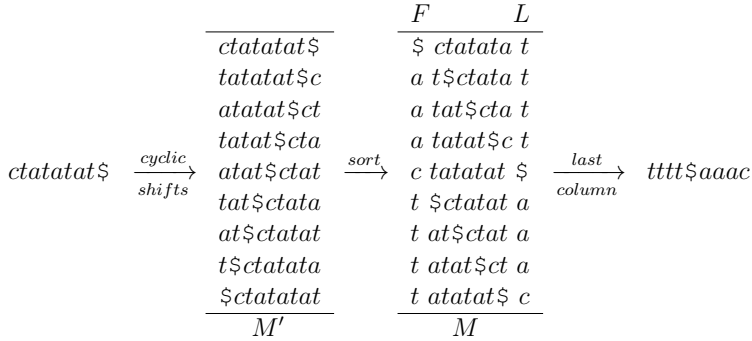 F L
ctatatat$ $ ctatata t
tatatat$c a t$ctata t
atatat$ct a tat$cta t
tatat$cta a tatat$c t
ctatatat$ cyclic shifts atat$ctat sort c tatatat $ last column tttt$aaac
tat$ctata t $ctatat a
at$ctatat t at$ctat a
t$ctatata t atat$ct a
$ctatatat t atatat$ c
M′ M